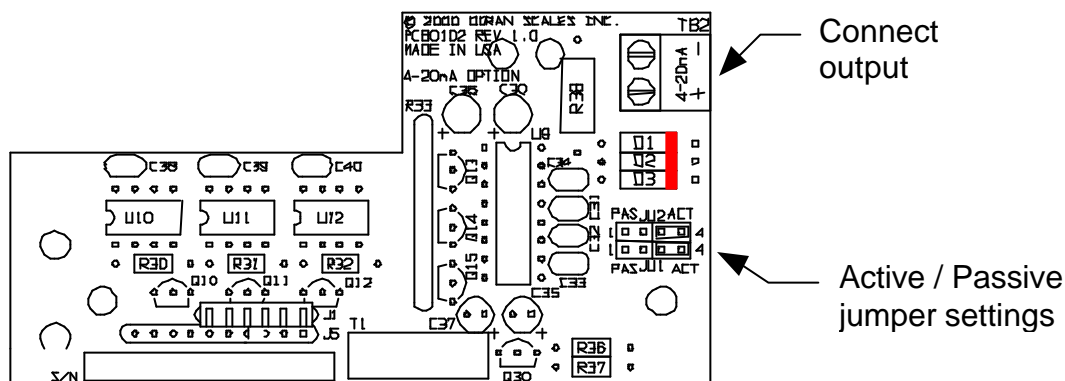 © 2000 DORAN SCALES INC.
PCB01D2 REV 1.0
MADE IN USA
4-20mA OPTION
TB2
4-20mA
- +
Connect
output
R33
C36
C30
R38
U9
D1
D2
D3
C38
C39
C40
Q13
C34
U10
U11
U12
Q14
C31
C32
PAS JU2 ACT
1 4
1 4
PAS JU1 ACT
R30
R31
R32
Q15
C33
Q10
Q11
Q12
Active / Passive
jumper settings
J1
J5
C37
C35
T1
R36
R37
Q30
S/N